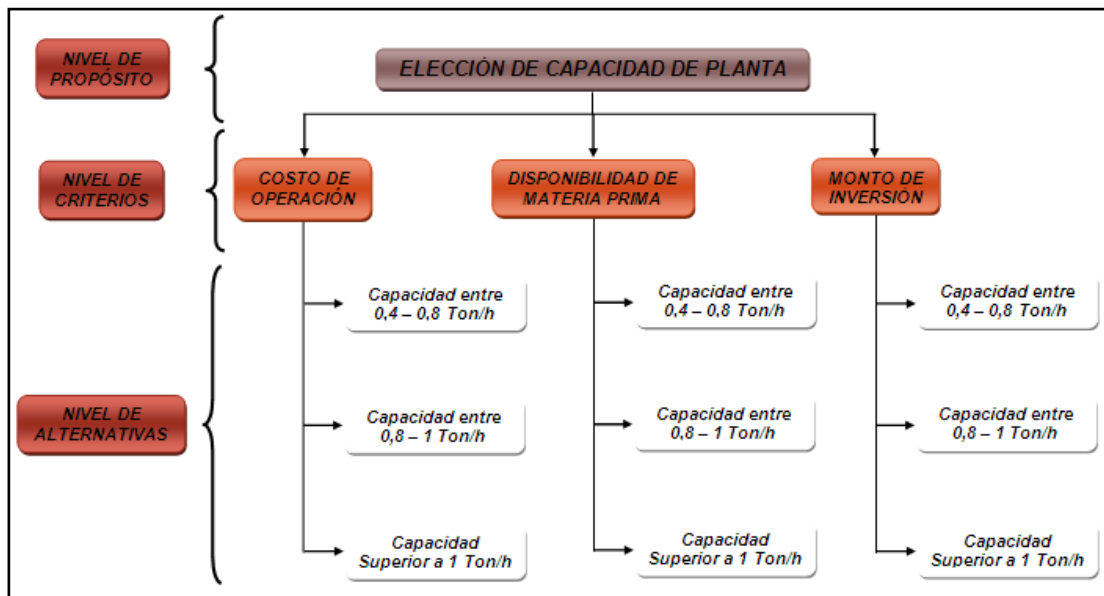 NIVEL DE
PROPÓSITO
ELECCIÓN DE CAPACIDAD DE PLANTA
NIVEL DE
CRITERIOS
COSTO DE
OPERACIÓN
DISPONIBILIDAD DE
MATERIA PRIMA
MONTO DE
INVERSIÓN
NIVEL DE
ALTERNATIVAS
Capacidad entre
0,4 – 0,8 Ton/h
Capacidad entre
0,4 – 0,8 Ton/h
Capacidad entre
0,4 – 0,8 Ton/h
Capacidad entre
0,8 – 1 Ton/h
Capacidad entre
0,8 – 1 Ton/h
Capacidad entre
0,8 – 1 Ton/h
Capacidad
Superior a 1 Ton/h
Capacidad
Superior a 1 Ton/h
Capacidad
Superior a 1 Ton/h